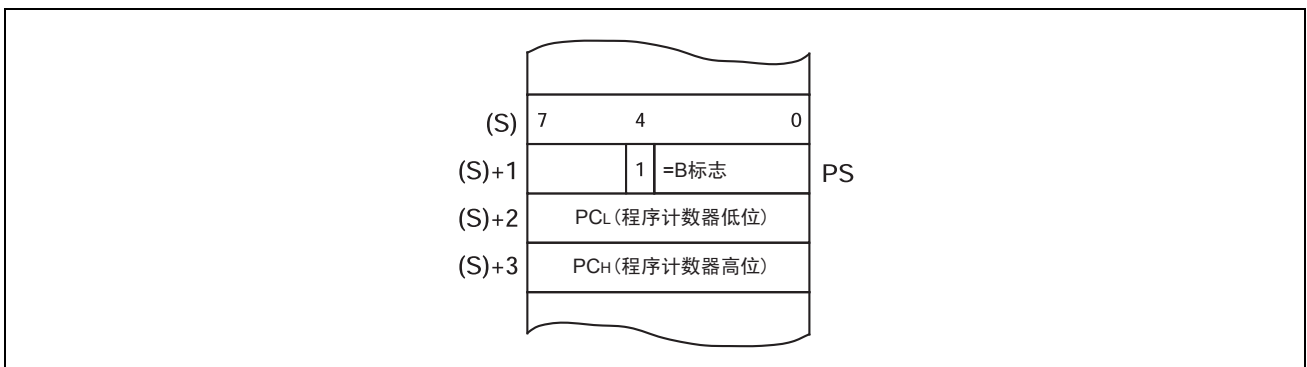 (S) 7 4 0
(S)+1 1 =B标志 PS
(S)+2 PCL(程序计数器低位)
(S)+3 PCH(程序计数器高位)